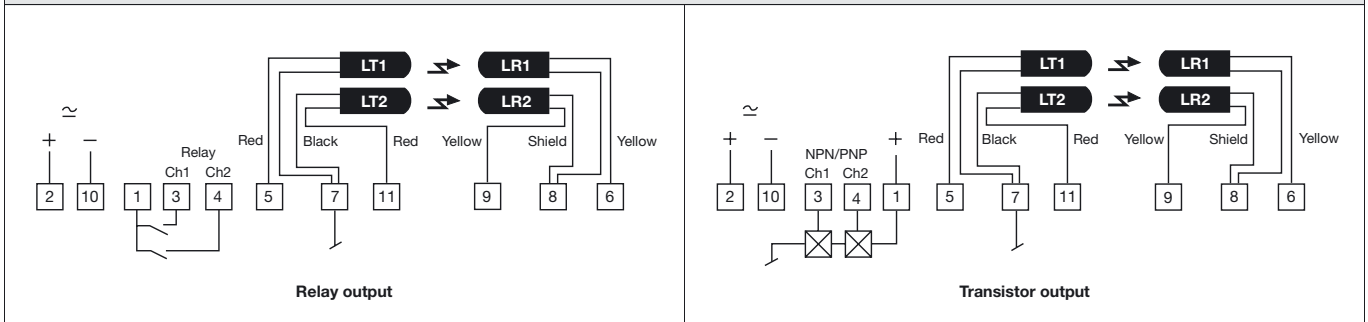 LT1 LR1
LT2 LR2
≃
+ −
Red Black Red Yellow Shield Yellow
Relay
Ch1 Ch2
2 10 1 3 4 5 7 11 9 8 6
Relay output
LT1 LR1
LT2 LR2
≃
+ − +
Red Black Red Yellow Shield Yellow
NPN/PNP
Ch1 Ch2
2 10 3 4 1 5 7 11 9 8 6
Transistor output